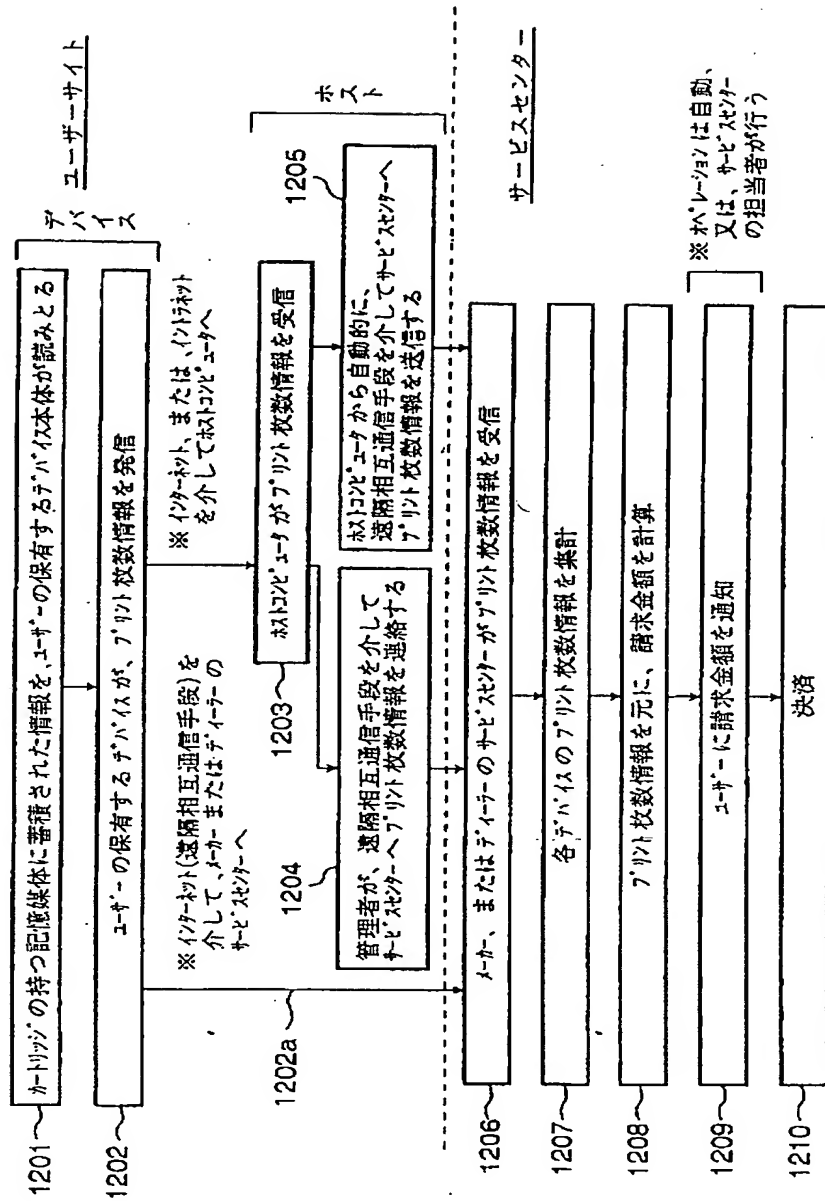 ユーザーサイト
デバイス
1201
カートリッジの持つ記憶媒体に蓄積された情報を、ユーザーの保有するデバイス本体が読みとる
1202
ユーザーの保有するデバイスが、プリント枚数情報を発信
※インターネット(遠隔相互通信手段)を
介して、メーカーまたはディーラーの
サービスセンターへ
※インターネット、または、イントラネット
を介してホストコンピュータへ
ホスト
1203
ホストコンピュータがプリント枚数情報を受信
1202a
1204
管理者が、遠隔相互通信手段を介して
サービスセンターへプリント枚数情報を連絡する
1205
ホストコンピュータから自動的に、
遠隔相互通信手段を介してサービスセンターへ
プリント枚数情報を送信する
サービスセンター
1206
メーカー、またはディーラーのサービスセンターがプリント枚数情報を受信
1207
各デバイスのプリント枚数情報を集計
1208
プリント枚数情報を元に、請求金額を計算
1209
ユーザーに請求金額を通知
※オペレーションは自動、
又は、サービスセンター
の担当者が行う
1210
決済